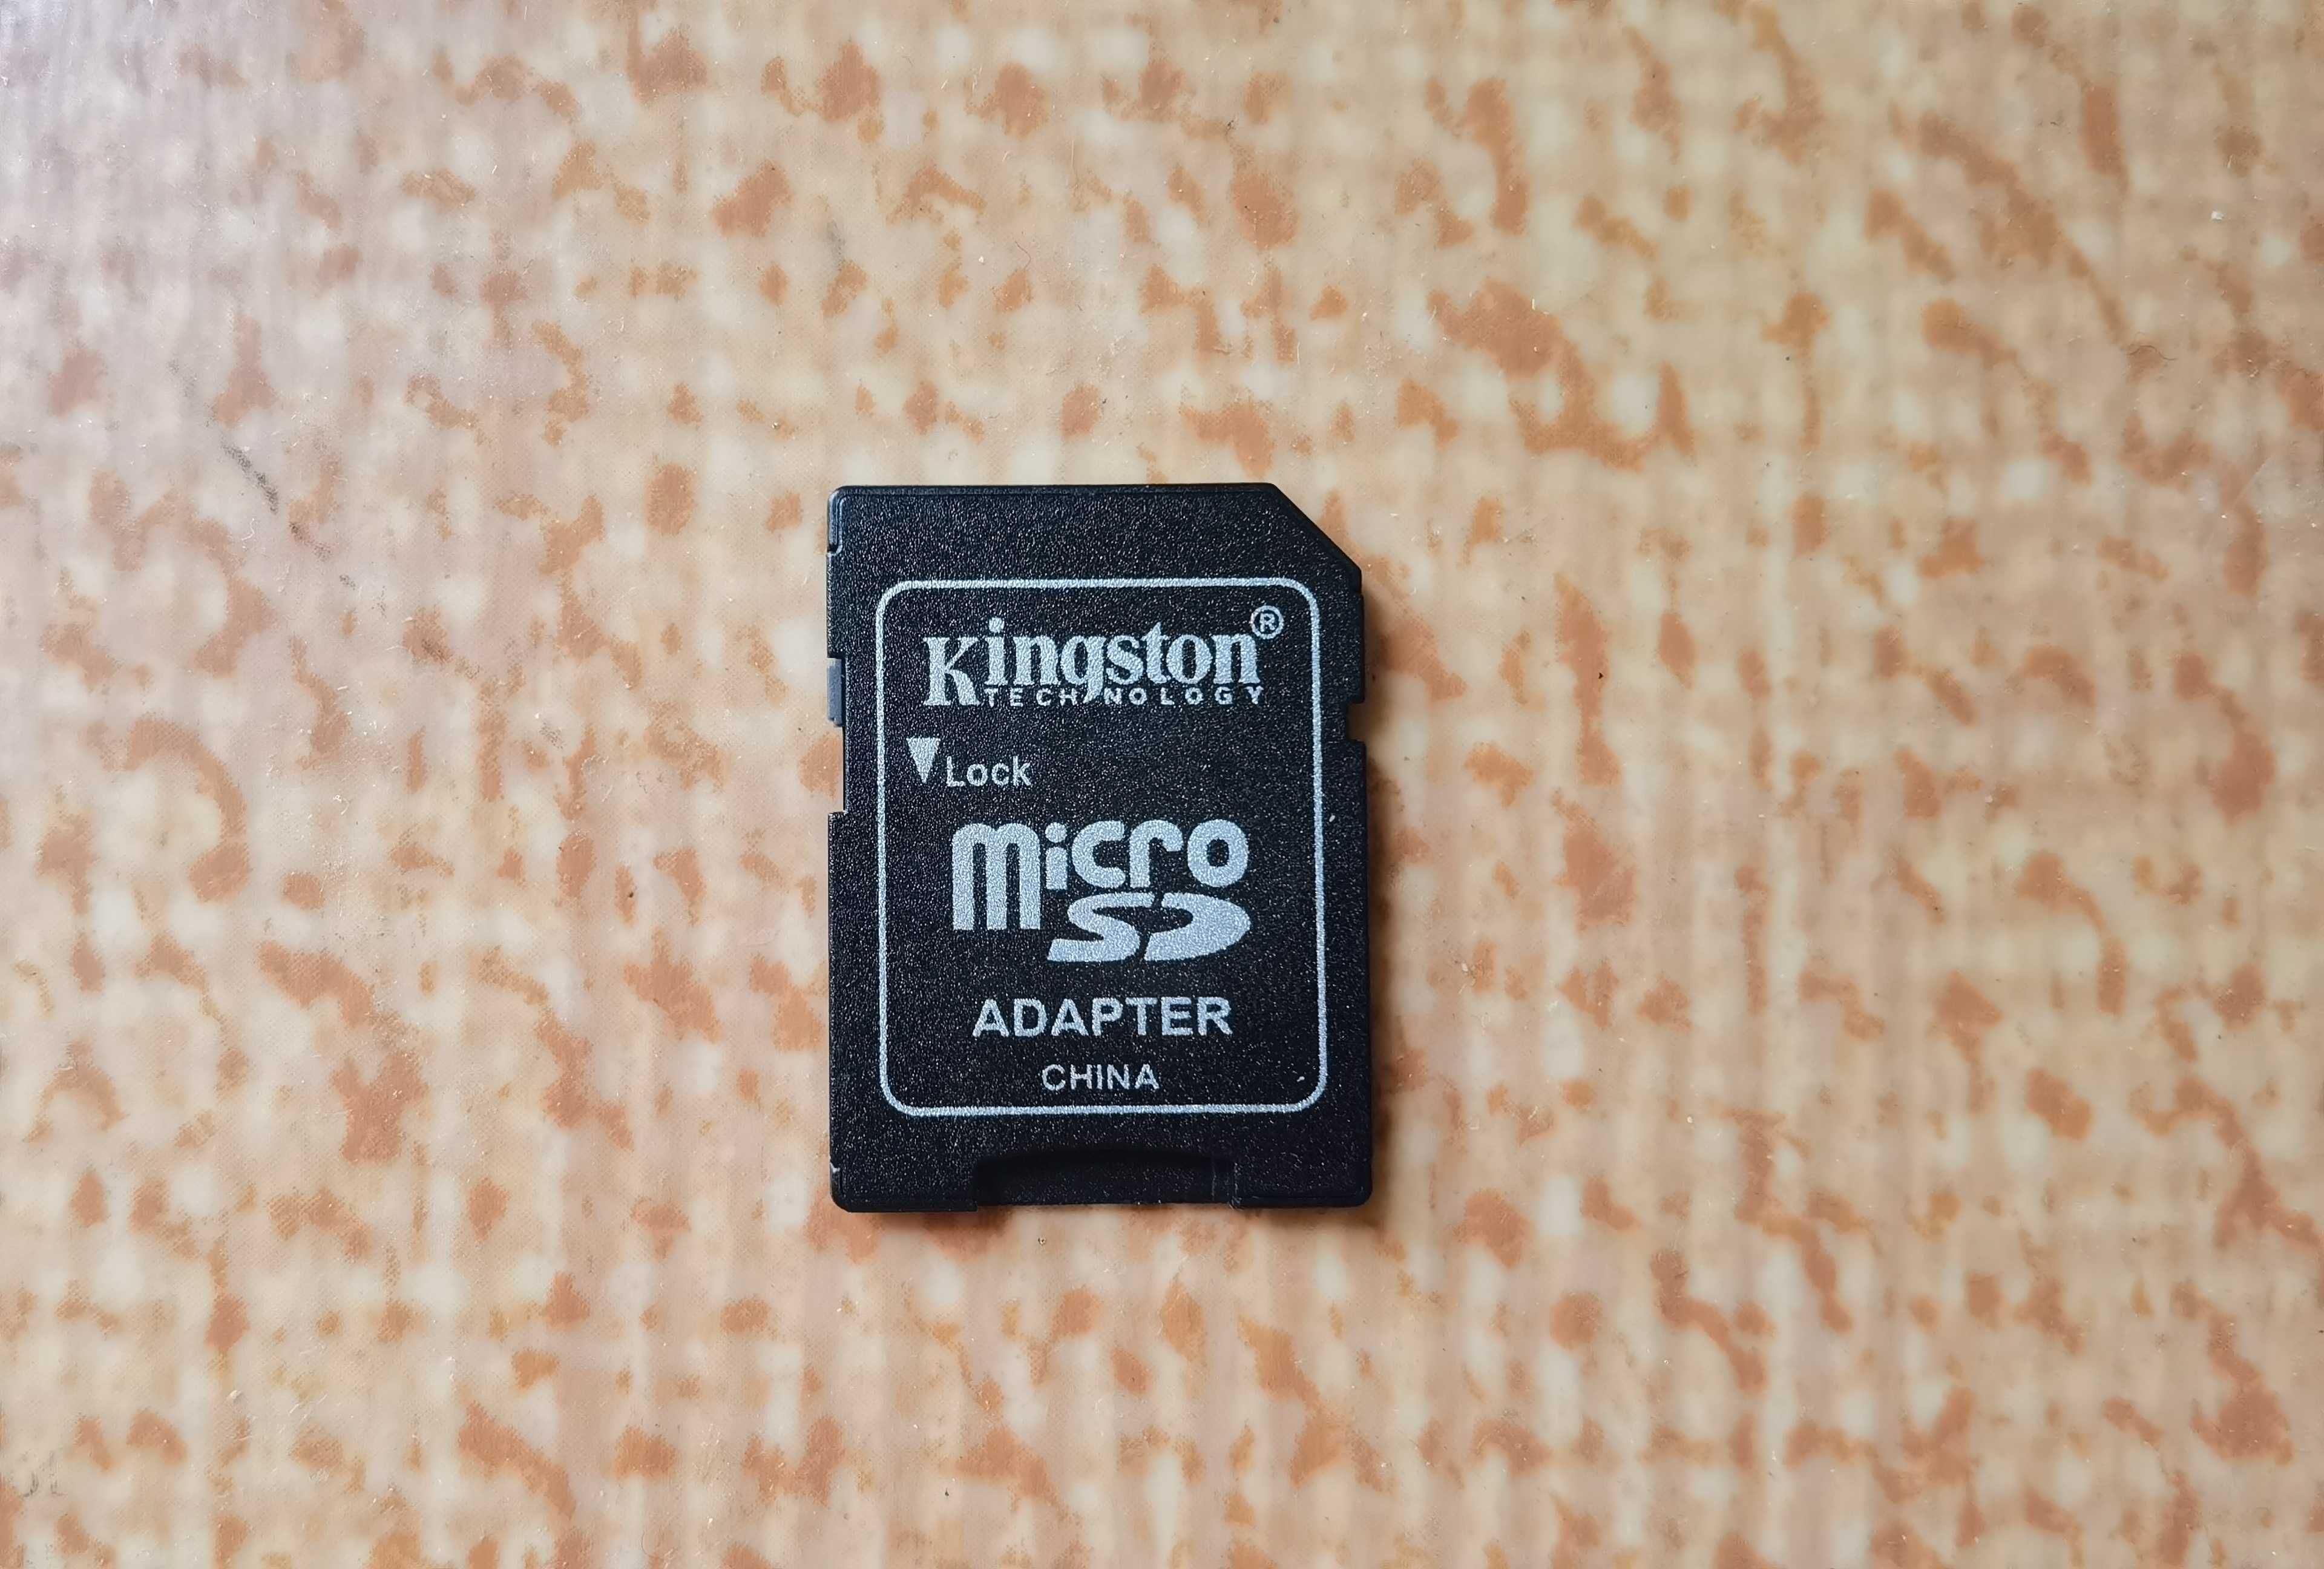 Kingston®
TECHNOLOGY
Lock
micro
SD
ADAPTER
CHINA